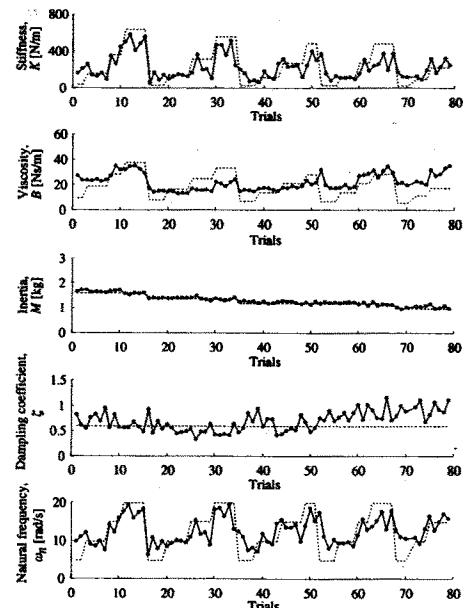 Stiffness,
K [N/m]
800
400
0
0 10 20 30 40 50 60 70 80
Trials
Viscosity,
B [Ns/m]
60
40
20
0
0 10 20 30 40 50 60 70 80
Trials
Inertia,
M [kg]
3
2
1
0
0 10 20 30 40 50 60 70 80
Trials
Dampling coefficient,
ζ
1.5
1
0.5
0
0 10 20 30 40 50 60 70 80
Trials
Natural frequency,
ωn [rad/s]
20
10
0
0 10 20 30 40 50 60 70 80
Trials